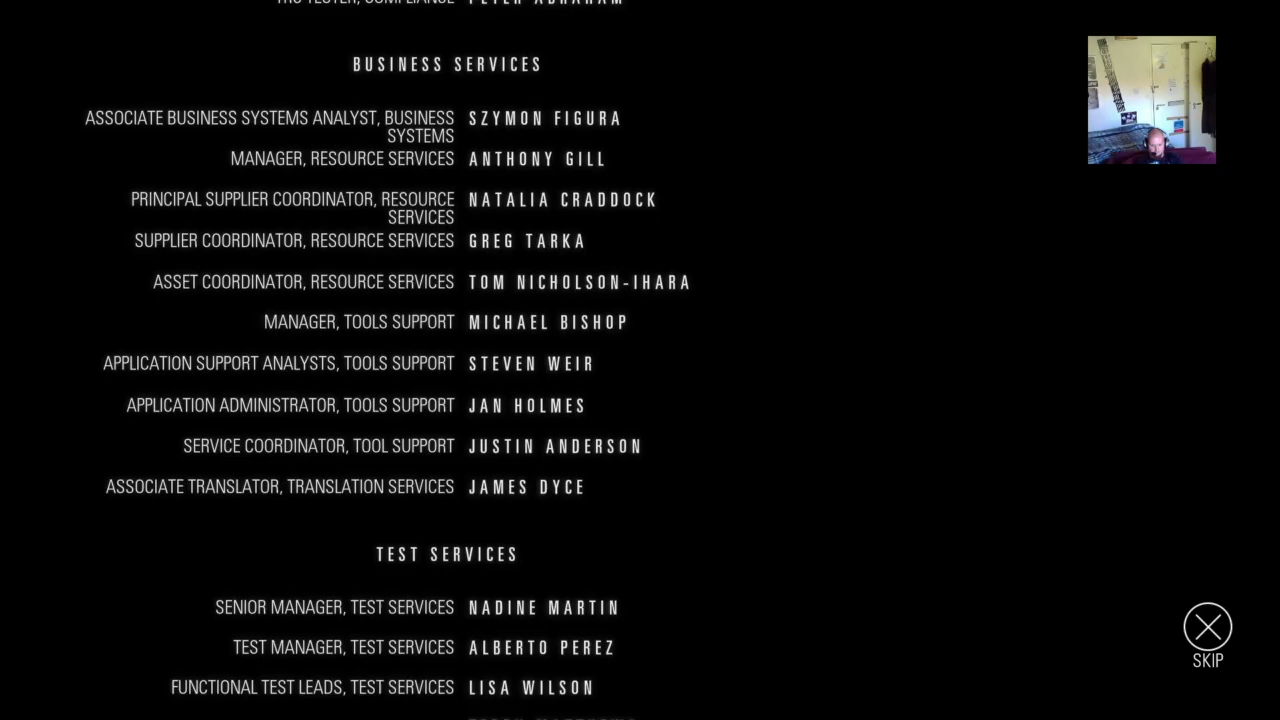 PETER ABRAHAM
BUSINESS SERVICES
ASSOCIATE BUSINESS SYSTEMS ANALYST, BUSINESS SYSTEMS SZYMON FIGURA
MANAGER, RESOURCE SERVICES ANTHONY GILL
PRINCIPAL SUPPLIER COORDINATOR, RESOURCE SERVICES NATALIA CRADDOCK
SUPPLIER COORDINATOR, RESOURCE SERVICES GREG TARKA
ASSET COORDINATOR, RESOURCE SERVICES TOM NICHOLSON-IHARA
MANAGER, TOOLS SUPPORT MICHAEL BISHOP
APPLICATION SUPPORT ANALYSTS, TOOLS SUPPORT STEVEN WEIR
APPLICATION ADMINISTRATOR, TOOLS SUPPORT JAN HOLMES
SERVICE COORDINATOR, TOOL SUPPORT JUSTIN ANDERSON
ASSOCIATE TRANSLATOR, TRANSLATION SERVICES JAMES DYCE
TEST SERVICES
SENIOR MANAGER, TEST SERVICES NADINE MARTIN
TEST MANAGER, TEST SERVICES ALBERTO PEREZ
FUNCTIONAL TEST LEADS, TEST SERVICES LISA WILSON
SKIP